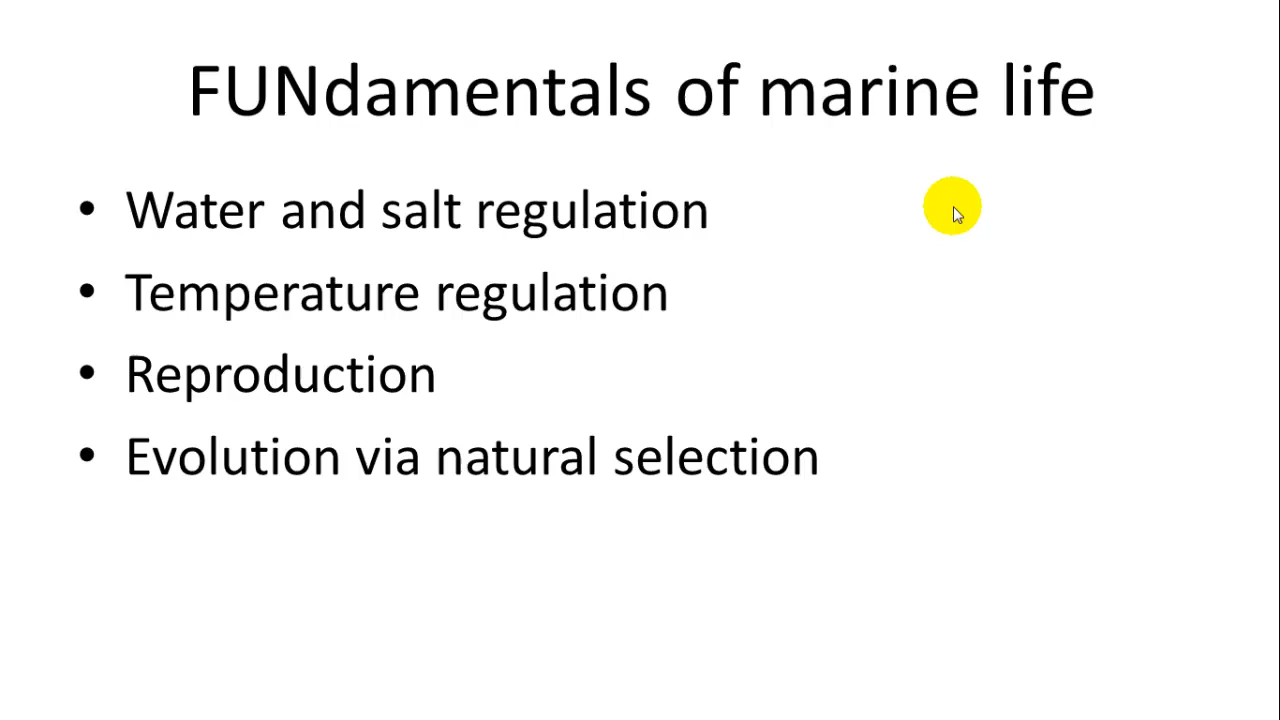 FUNdamentals of marine life
• Water and salt regulation
• Temperature regulation
• Reproduction
• Evolution via natural selection